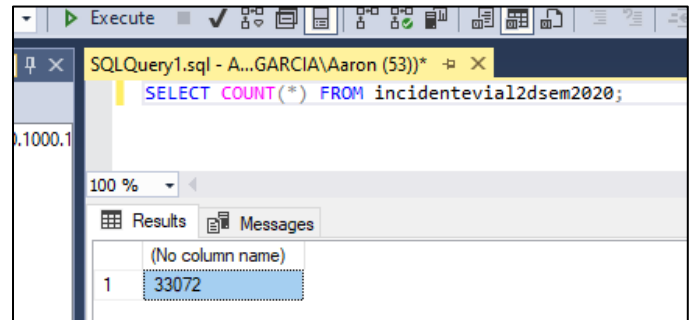 Execute
SQLQuery1.sql - A...GARCIA\Aaron (53))*
SELECT COUNT(*) FROM incidentevial2dsem2020;
0.1000.1
100 %
Results Messages
(No column name)
1 33072